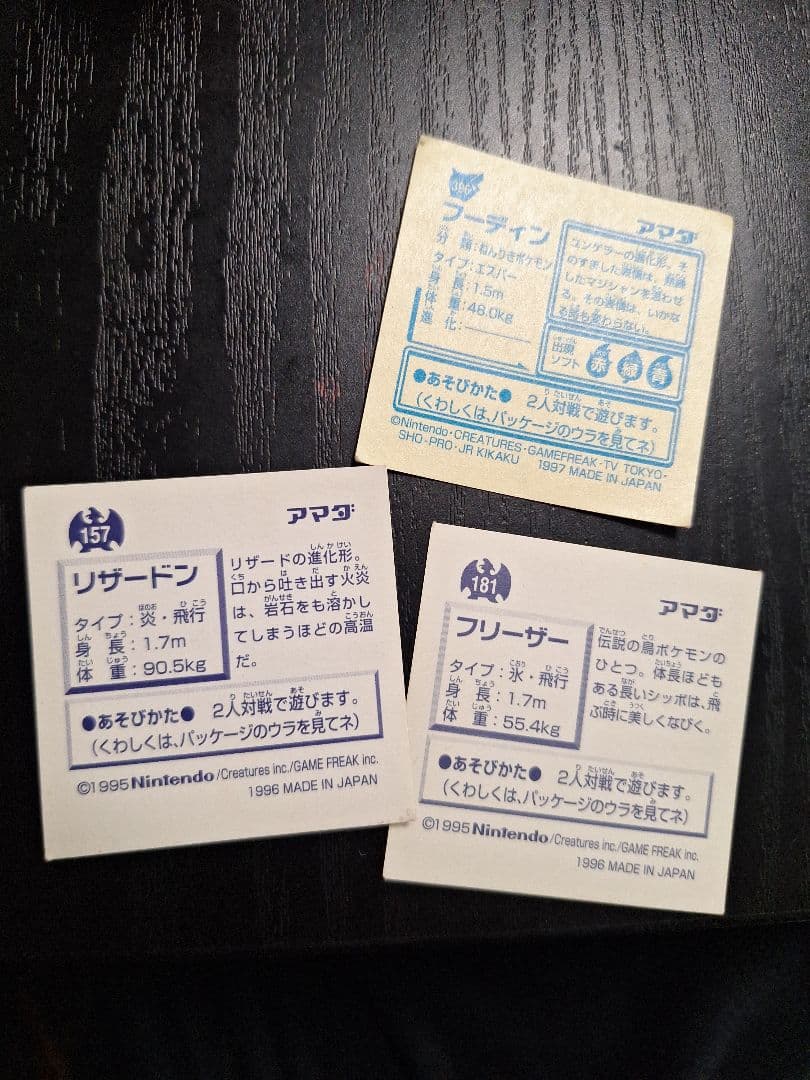 396
フーディン
アマダ
分類:ねんりきポケモン
タイプ:エスパー
身長:1.5m
体重:48.0kg
進化:
ユンゲラーの進化形。そ
のすました表情は、熟練
したマジシャンを思わせ
る。その表情は、いかな
る時も変わらない。
出現
ソフト
赤 緑 青
●あそびかた● 2人対戦で遊びます。
(くわしくは、パッケージのウラを見てネ)
©Nintendo・CREATURES・GAMEFREAK・TV TOKYO・
SHO-PRO・JR KIKAKU 1997 MADE IN JAPAN
157
アマダ
リザードン
タイプ:炎・飛行
身長:1.7m
体重:90.5kg
リザードの進化形。
口から吐き出す火炎
は、岩石をも溶かし
てしまうほどの高温
だ。
●あそびかた● 2人対戦で遊びます。
(くわしくは、パッケージのウラを見てネ)
©1995 Nintendo/Creatures inc./GAME FREAK inc.
1996 MADE IN JAPAN
181
アマダ
フリーザー
タイプ:氷・飛行
身長:1.7m
体重:55.4kg
伝説の鳥ポケモンの
ひとつ。体長ほども
ある長いシッポは、飛
ぶ時に美しくなびく。
●あそびかた● 2人対戦で遊びます。
(くわしくは、パッケージのウラを見てネ)
©1995 Nintendo/Creatures inc./GAME FREAK inc.
1996 MADE IN JAPAN